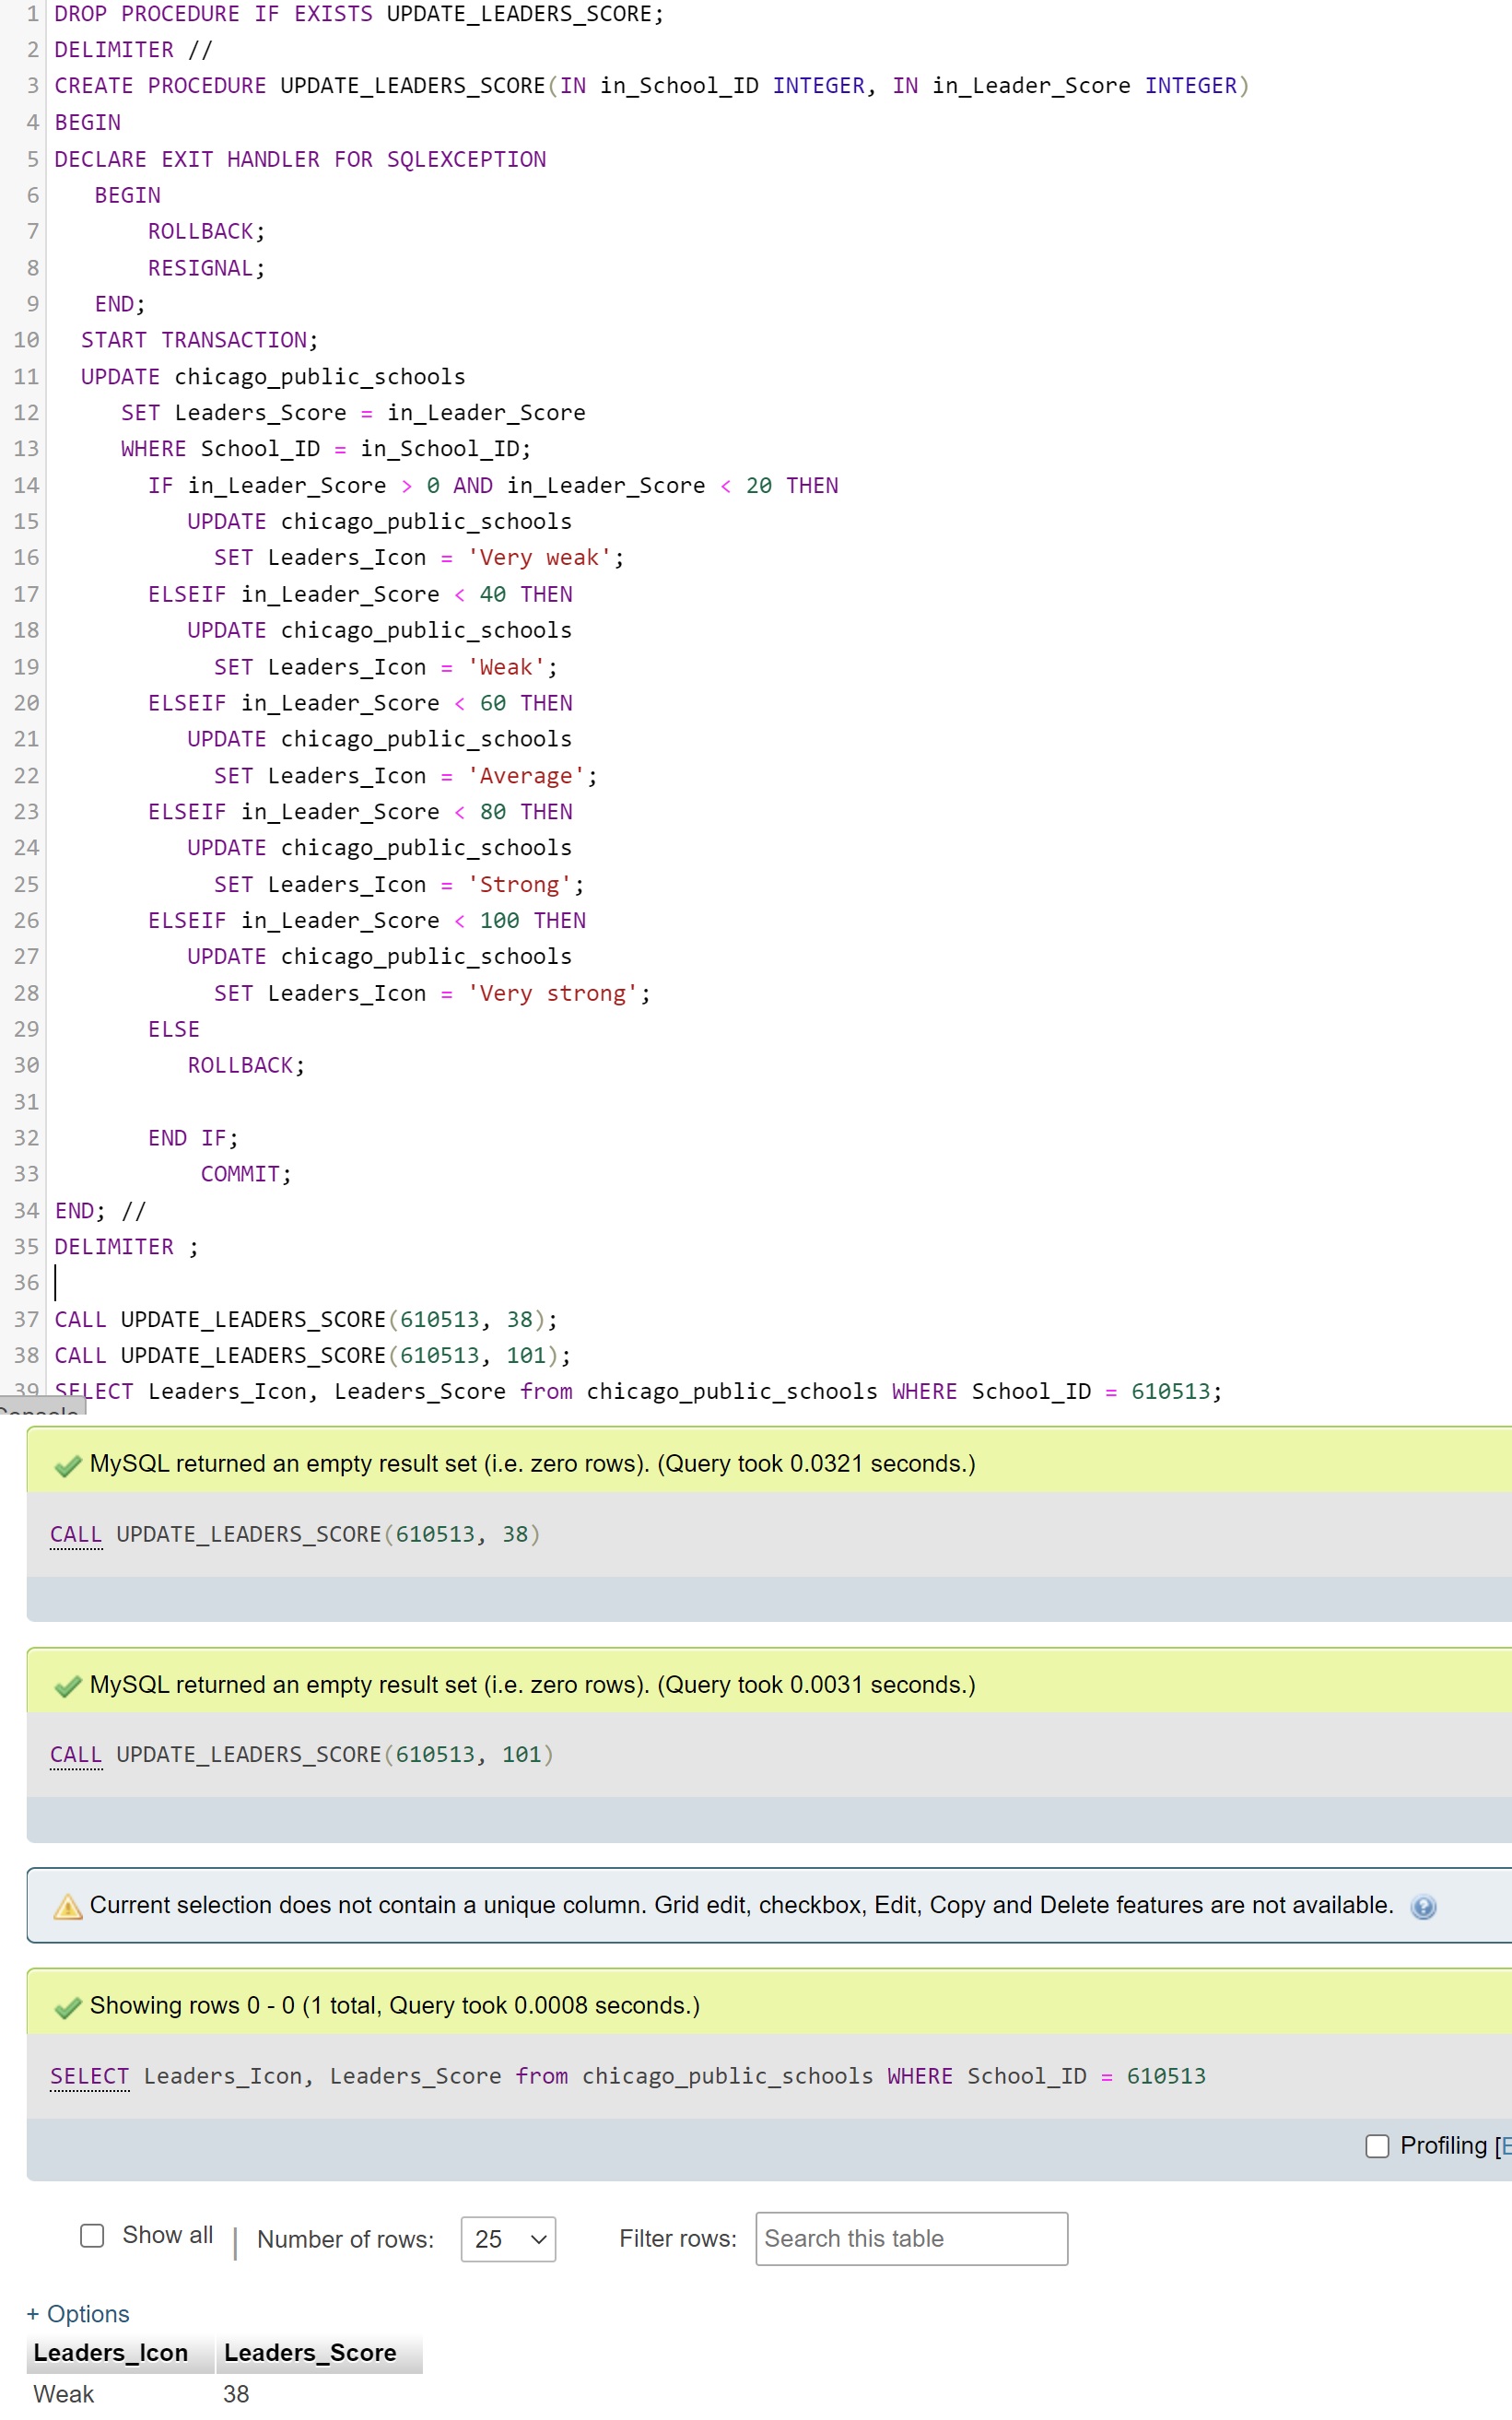 1 DROP PROCEDURE IF EXISTS UPDATE_LEADERS_SCORE;
2 DELIMITER //
3 CREATE PROCEDURE UPDATE_LEADERS_SCORE(IN in_School_ID INTEGER, IN in_Leader_Score INTEGER)
4 BEGIN
5 DECLARE EXIT HANDLER FOR SQLEXCEPTION
6 BEGIN
7 ROLLBACK;
8 RESIGNAL;
9 END;
10 START TRANSACTION;
11 UPDATE chicago_public_schools
12 SET Leaders_Score = in_Leader_Score
13 WHERE School_ID = in_School_ID;
14 IF in_Leader_Score > 0 AND in_Leader_Score < 20 THEN
15 UPDATE chicago_public_schools
16 SET Leaders_Icon = 'Very weak';
17 ELSEIF in_Leader_Score < 40 THEN
18 UPDATE chicago_public_schools
19 SET Leaders_Icon = 'Weak';
20 ELSEIF in_Leader_Score < 60 THEN
21 UPDATE chicago_public_schools
22 SET Leaders_Icon = 'Average';
23 ELSEIF in_Leader_Score < 80 THEN
24 UPDATE chicago_public_schools
25 SET Leaders_Icon = 'Strong';
26 ELSEIF in_Leader_Score < 100 THEN
27 UPDATE chicago_public_schools
28 SET Leaders_Icon = 'Very strong';
29 ELSE
30 ROLLBACK;
31
32 END IF;
33 COMMIT;
34 END; //
35 DELIMITER ;
36
37 CALL UPDATE_LEADERS_SCORE(610513, 38);
38 CALL UPDATE_LEADERS_SCORE(610513, 101);
39 SELECT Leaders_Icon, Leaders_Score from chicago_public_schools WHERE School_ID = 610513;
Console
MySQL returned an empty result set (i.e. zero rows). (Query took 0.0321 seconds.)
CALL UPDATE_LEADERS_SCORE(610513, 38)
MySQL returned an empty result set (i.e. zero rows). (Query took 0.0031 seconds.)
CALL UPDATE_LEADERS_SCORE(610513, 101)
Current selection does not contain a unique column. Grid edit, checkbox, Edit, Copy and Delete features are not available.
Showing rows 0 - 0 (1 total, Query took 0.0008 seconds.)
SELECT Leaders_Icon, Leaders_Score from chicago_public_schools WHERE School_ID = 610513
Profiling [E
Show all | Number of rows: 25 Filter rows: Search this table
+ Options
Leaders_Icon Leaders_Score
Weak 38